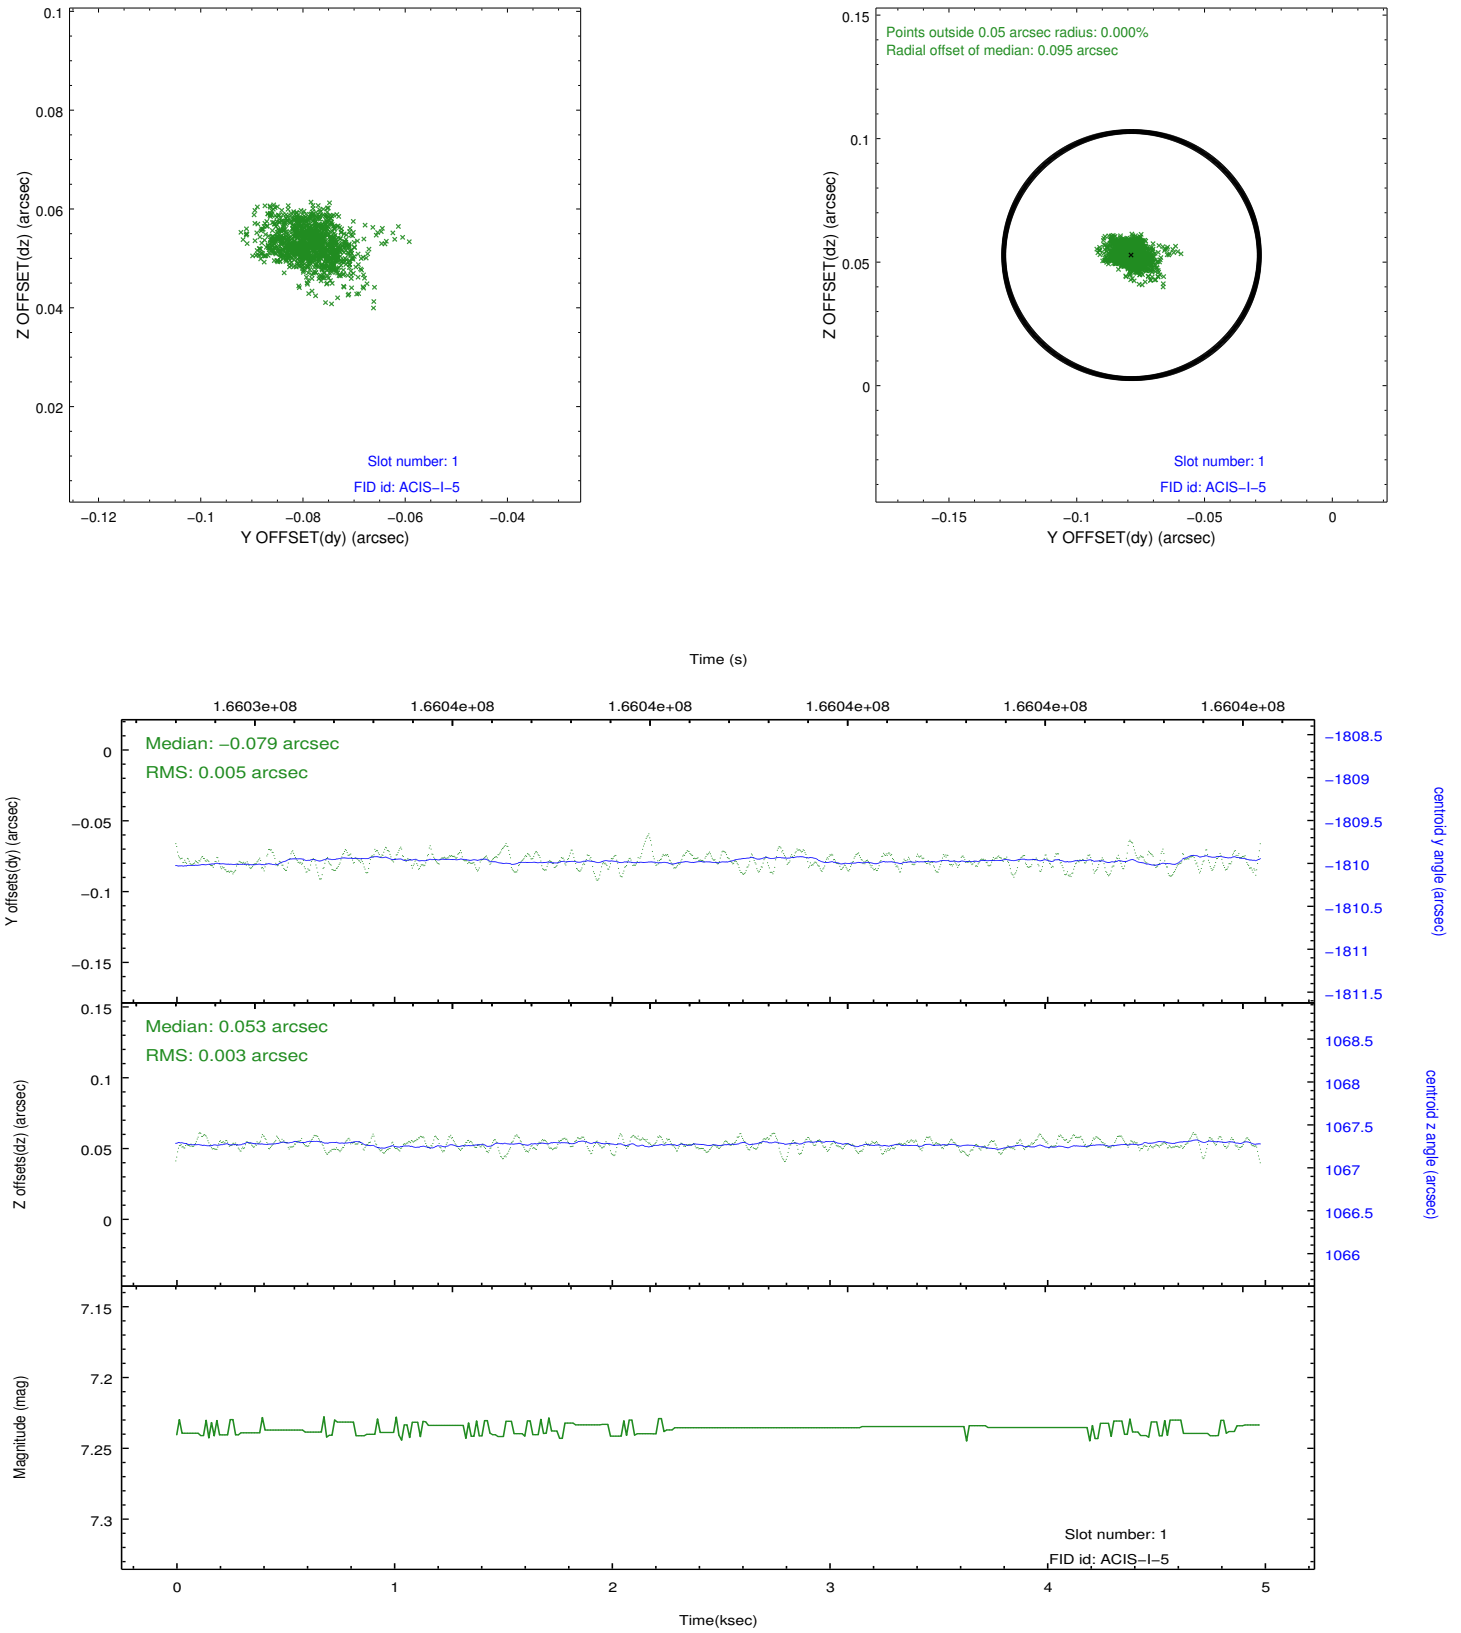 0.1
0.08
0.06
0.04
0.02
Z OFFSET(dz) (arcsec)
Slot number: 1
FID id: ACIS−I−5
−0.12 −0.1 −0.08 −0.06 −0.04
Y OFFSET(dy) (arcsec)
Points outside 0.05 arcsec radius: 0.000%
Radial offset of median: 0.095 arcsec
0.15
0.1
0.05
0
Z OFFSET(dz) (arcsec)
Slot number: 1
FID id: ACIS−I−5
−0.15 −0.1 −0.05 0
Y OFFSET(dy) (arcsec)
Time (s)
1.6603e+08 1.6604e+08 1.6604e+08 1.6604e+08 1.6604e+08 1.6604e+08
Median: −0.079 arcsec
RMS: 0.005 arcsec
0
−0.05
−0.1
−0.15
Y offsets(dy) (arcsec)
−1808.5
−1809
−1809.5
−1810
−1810.5
−1811
−1811.5
centroid y angle (arcsec)
Median: 0.053 arcsec
RMS: 0.003 arcsec
0.15
0.1
0.05
0
Z offsets(dz) (arcsec)
1068.5
1068
1067.5
1067
1066.5
1066
centroid z angle (arcsec)
7.15
7.2
7.25
7.3
Magnitude (mag)
Slot number: 1
FID id: ACIS−I−5
0 1 2 3 4 5
Time(ksec)